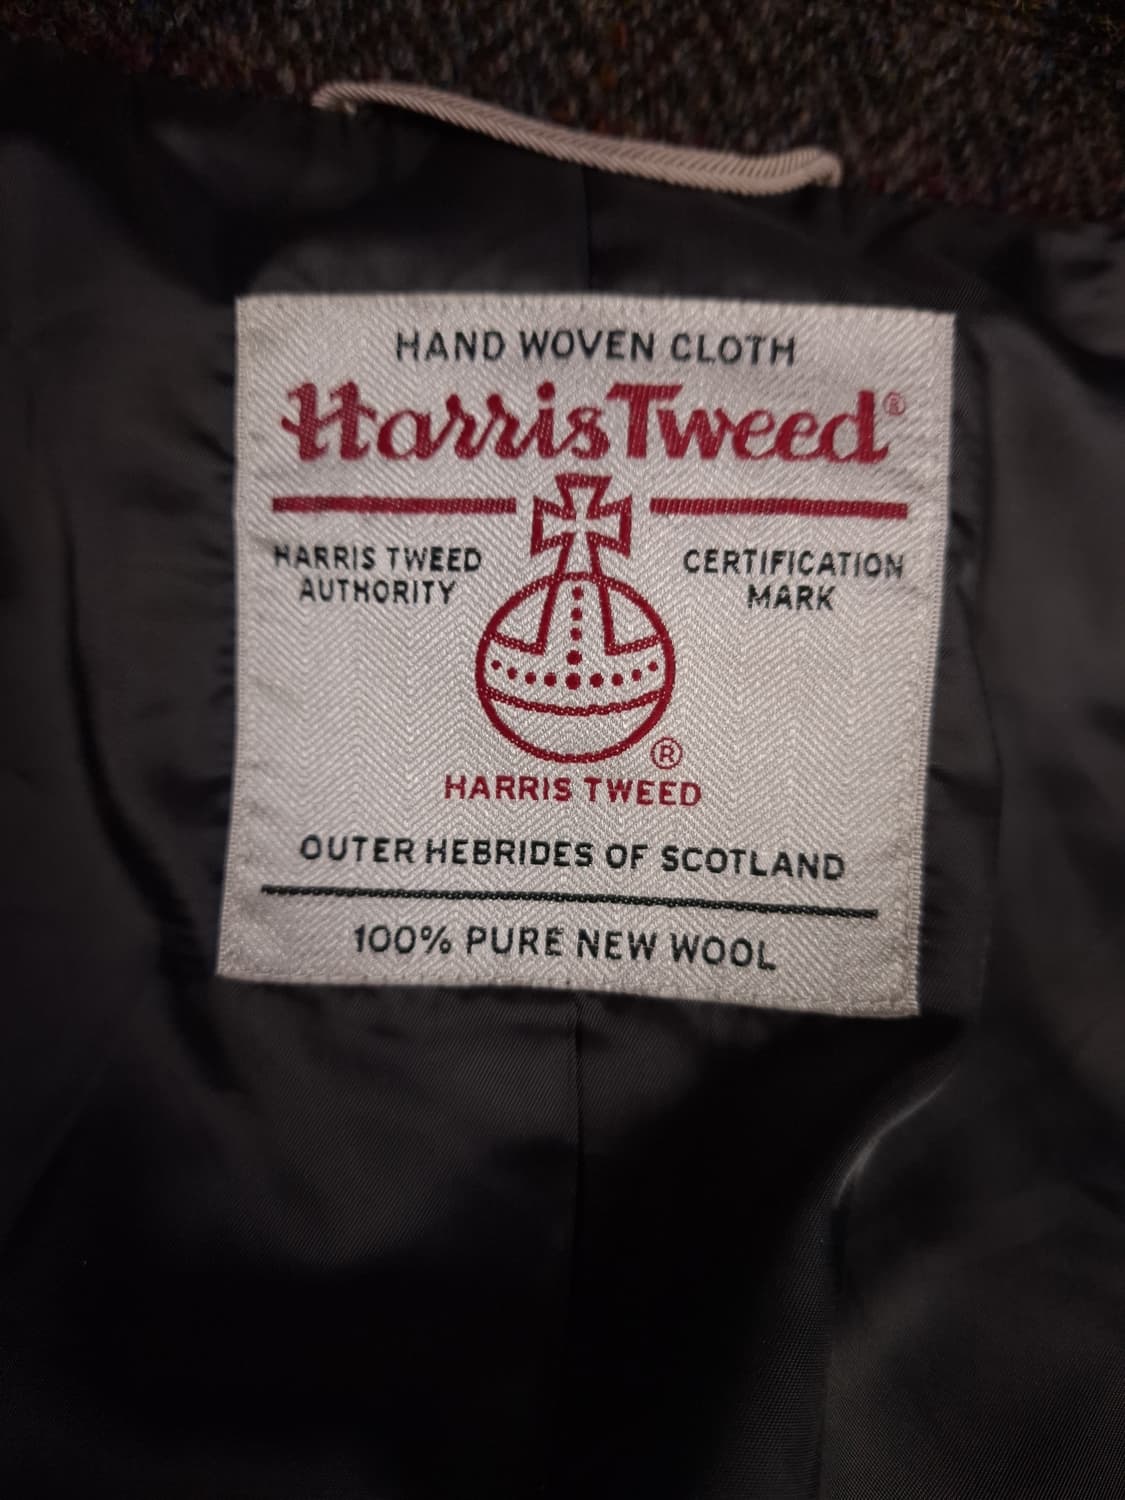 HAND WOVEN CLOTH
Harris Tweed®
HARRIS TWEED
AUTHORITY
CERTIFICATION
MARK
®
HARRIS TWEED
OUTER HEBRIDES OF SCOTLAND
100% PURE NEW WOOL